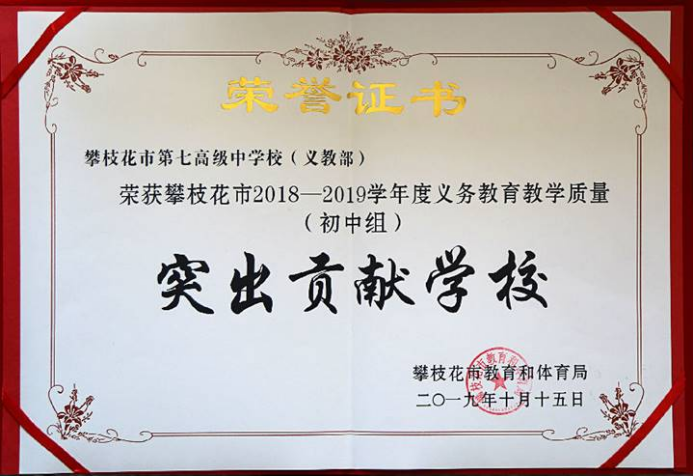 荣誉证书
攀枝花市第七高级中学校（义教部）
荣获攀枝花市2018—2019学年度义务教育教学质量
（初中组）
突出贡献学校
攀枝花市教育和体育局
二〇一九年十月十五日